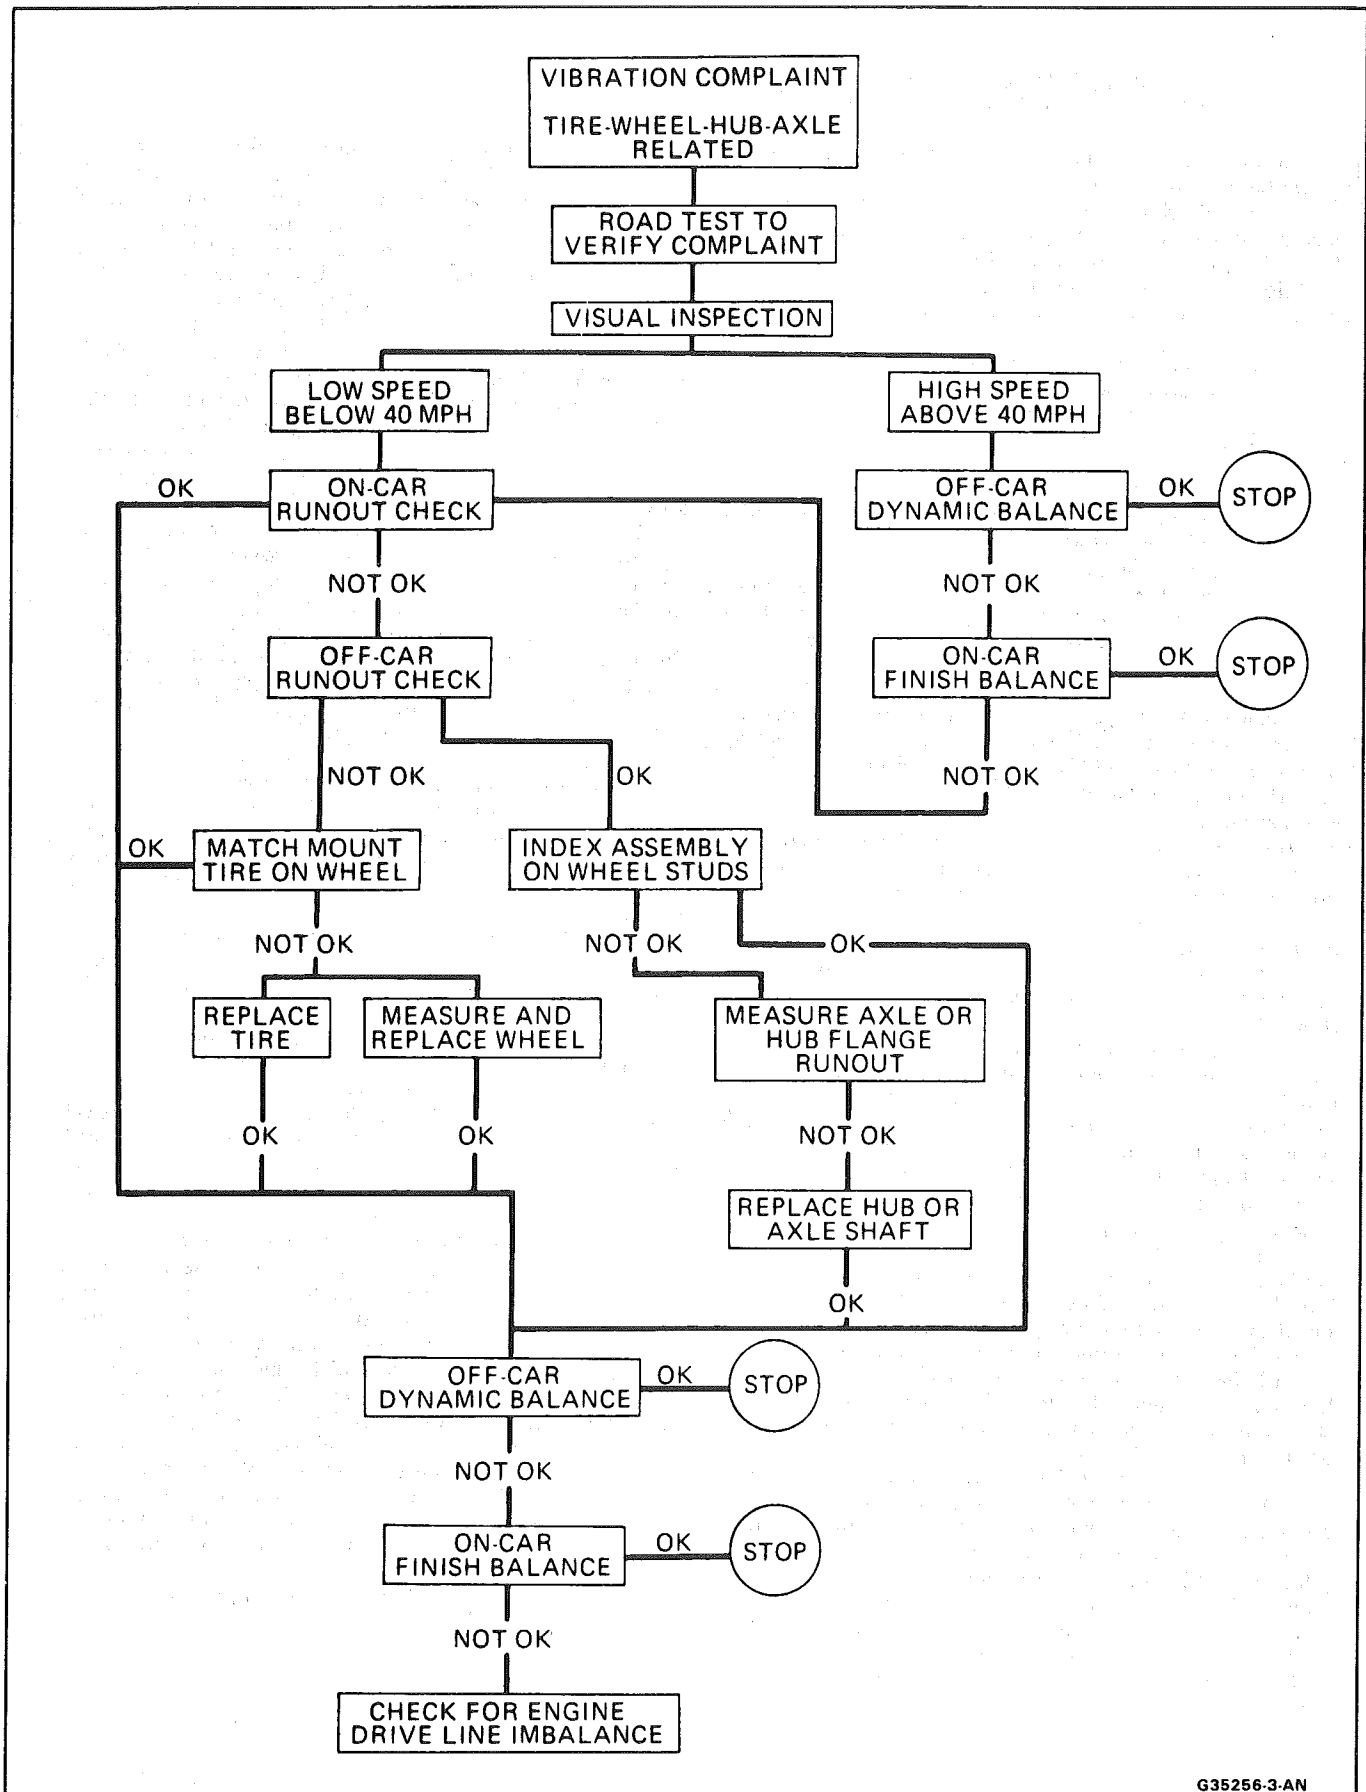 VIBRATION COMPLAINT
TIRE-WHEEL-HUB-AXLE
RELATED
ROAD TEST TO
VERIFY COMPLAINT
VISUAL INSPECTION
LOW SPEED
BELOW 40 MPH
HIGH SPEED
ABOVE 40 MPH
OK
ON-CAR
RUNOUT CHECK
OFF-CAR
DYNAMIC BALANCE
OK
STOP
NOT OK
NOT OK
OFF-CAR
RUNOUT CHECK
ON-CAR
FINISH BALANCE
OK
STOP
NOT OK
OK
NOT OK
OK
MATCH MOUNT
TIRE ON WHEEL
INDEX ASSEMBLY
ON WHEEL STUDS
NOT OK
NOT OK
OK
REPLACE
TIRE
MEASURE AND
REPLACE WHEEL
MEASURE AXLE OR
HUB FLANGE
RUNOUT
OK
OK
NOT OK
REPLACE HUB OR
AXLE SHAFT
OK
OFF-CAR
DYNAMIC BALANCE
OK
STOP
NOT OK
ON-CAR
FINISH BALANCE
OK
STOP
NOT OK
CHECK FOR ENGINE
DRIVE LINE IMBALANCE
G35256-3-AN